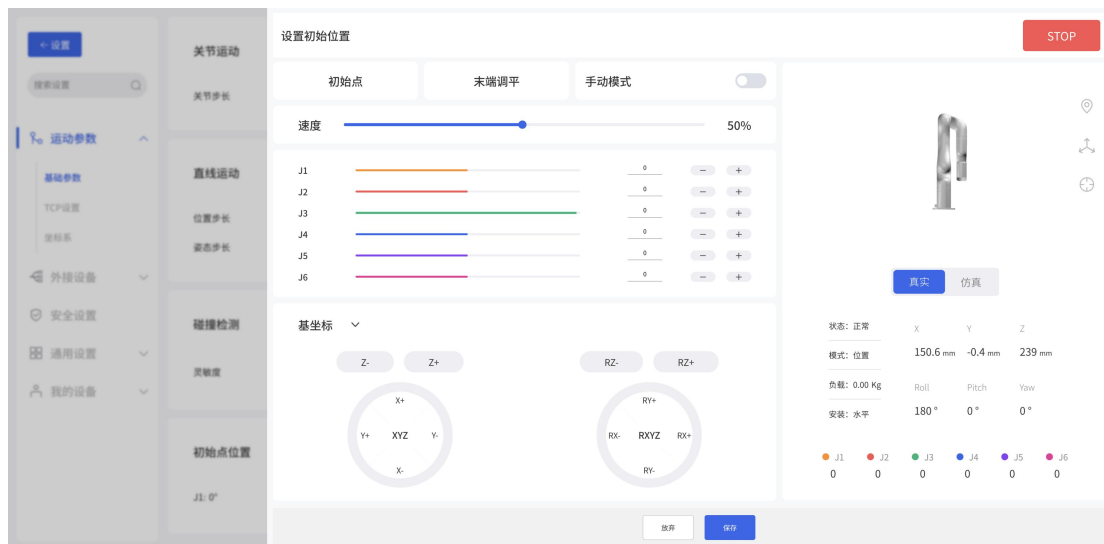 ← 设置
搜索设置
运动参数
基础参数
TCP设置
坐标系
外接设备
安全设置
通用设置
我的设备
关节运动
关节步长
直线运动
位置步长
姿态步长
碰撞检测
灵敏度
初始点位置
J1: 0°
设置初始位置
STOP
初始点 末端调平 手动模式
速度 50%
J1 0 − +
J2 0 − +
J3 0 − +
J4 0 − +
J5 0 − +
J6 0 − +
基坐标
Z- Z+
X+
Y+ XYZ Y-
X-
RZ- RZ+
RY+
RX- RXYZ RX+
RY-
真实 仿真
状态：正常
模式：位置
负载：0.00 Kg
安装：水平
X Y Z
150.6 mm -0.4 mm 239 mm
Roll Pitch Yaw
180 ° 0 ° 0 °
J1 J2 J3 J4 J5 J6
0 0 0 0 0 0
放弃 保存